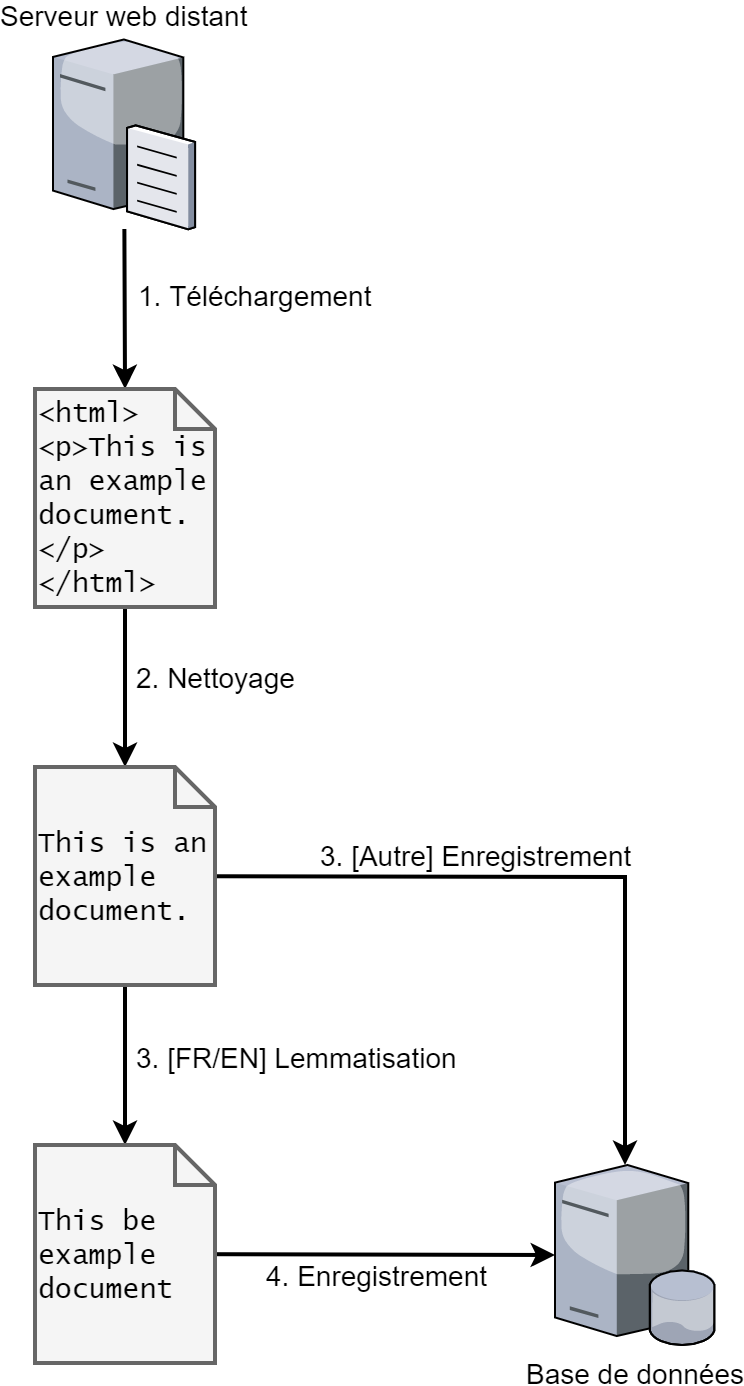 Serveur web distant
1. Téléchargement
<html>
<p>This is
an example
document.
</p>
</html>
2. Nettoyage
This is an
example
document.
3. [Autre] Enregistrement
3. [FR/EN] Lemmatisation
This be
example
document
4. Enregistrement
Base de données